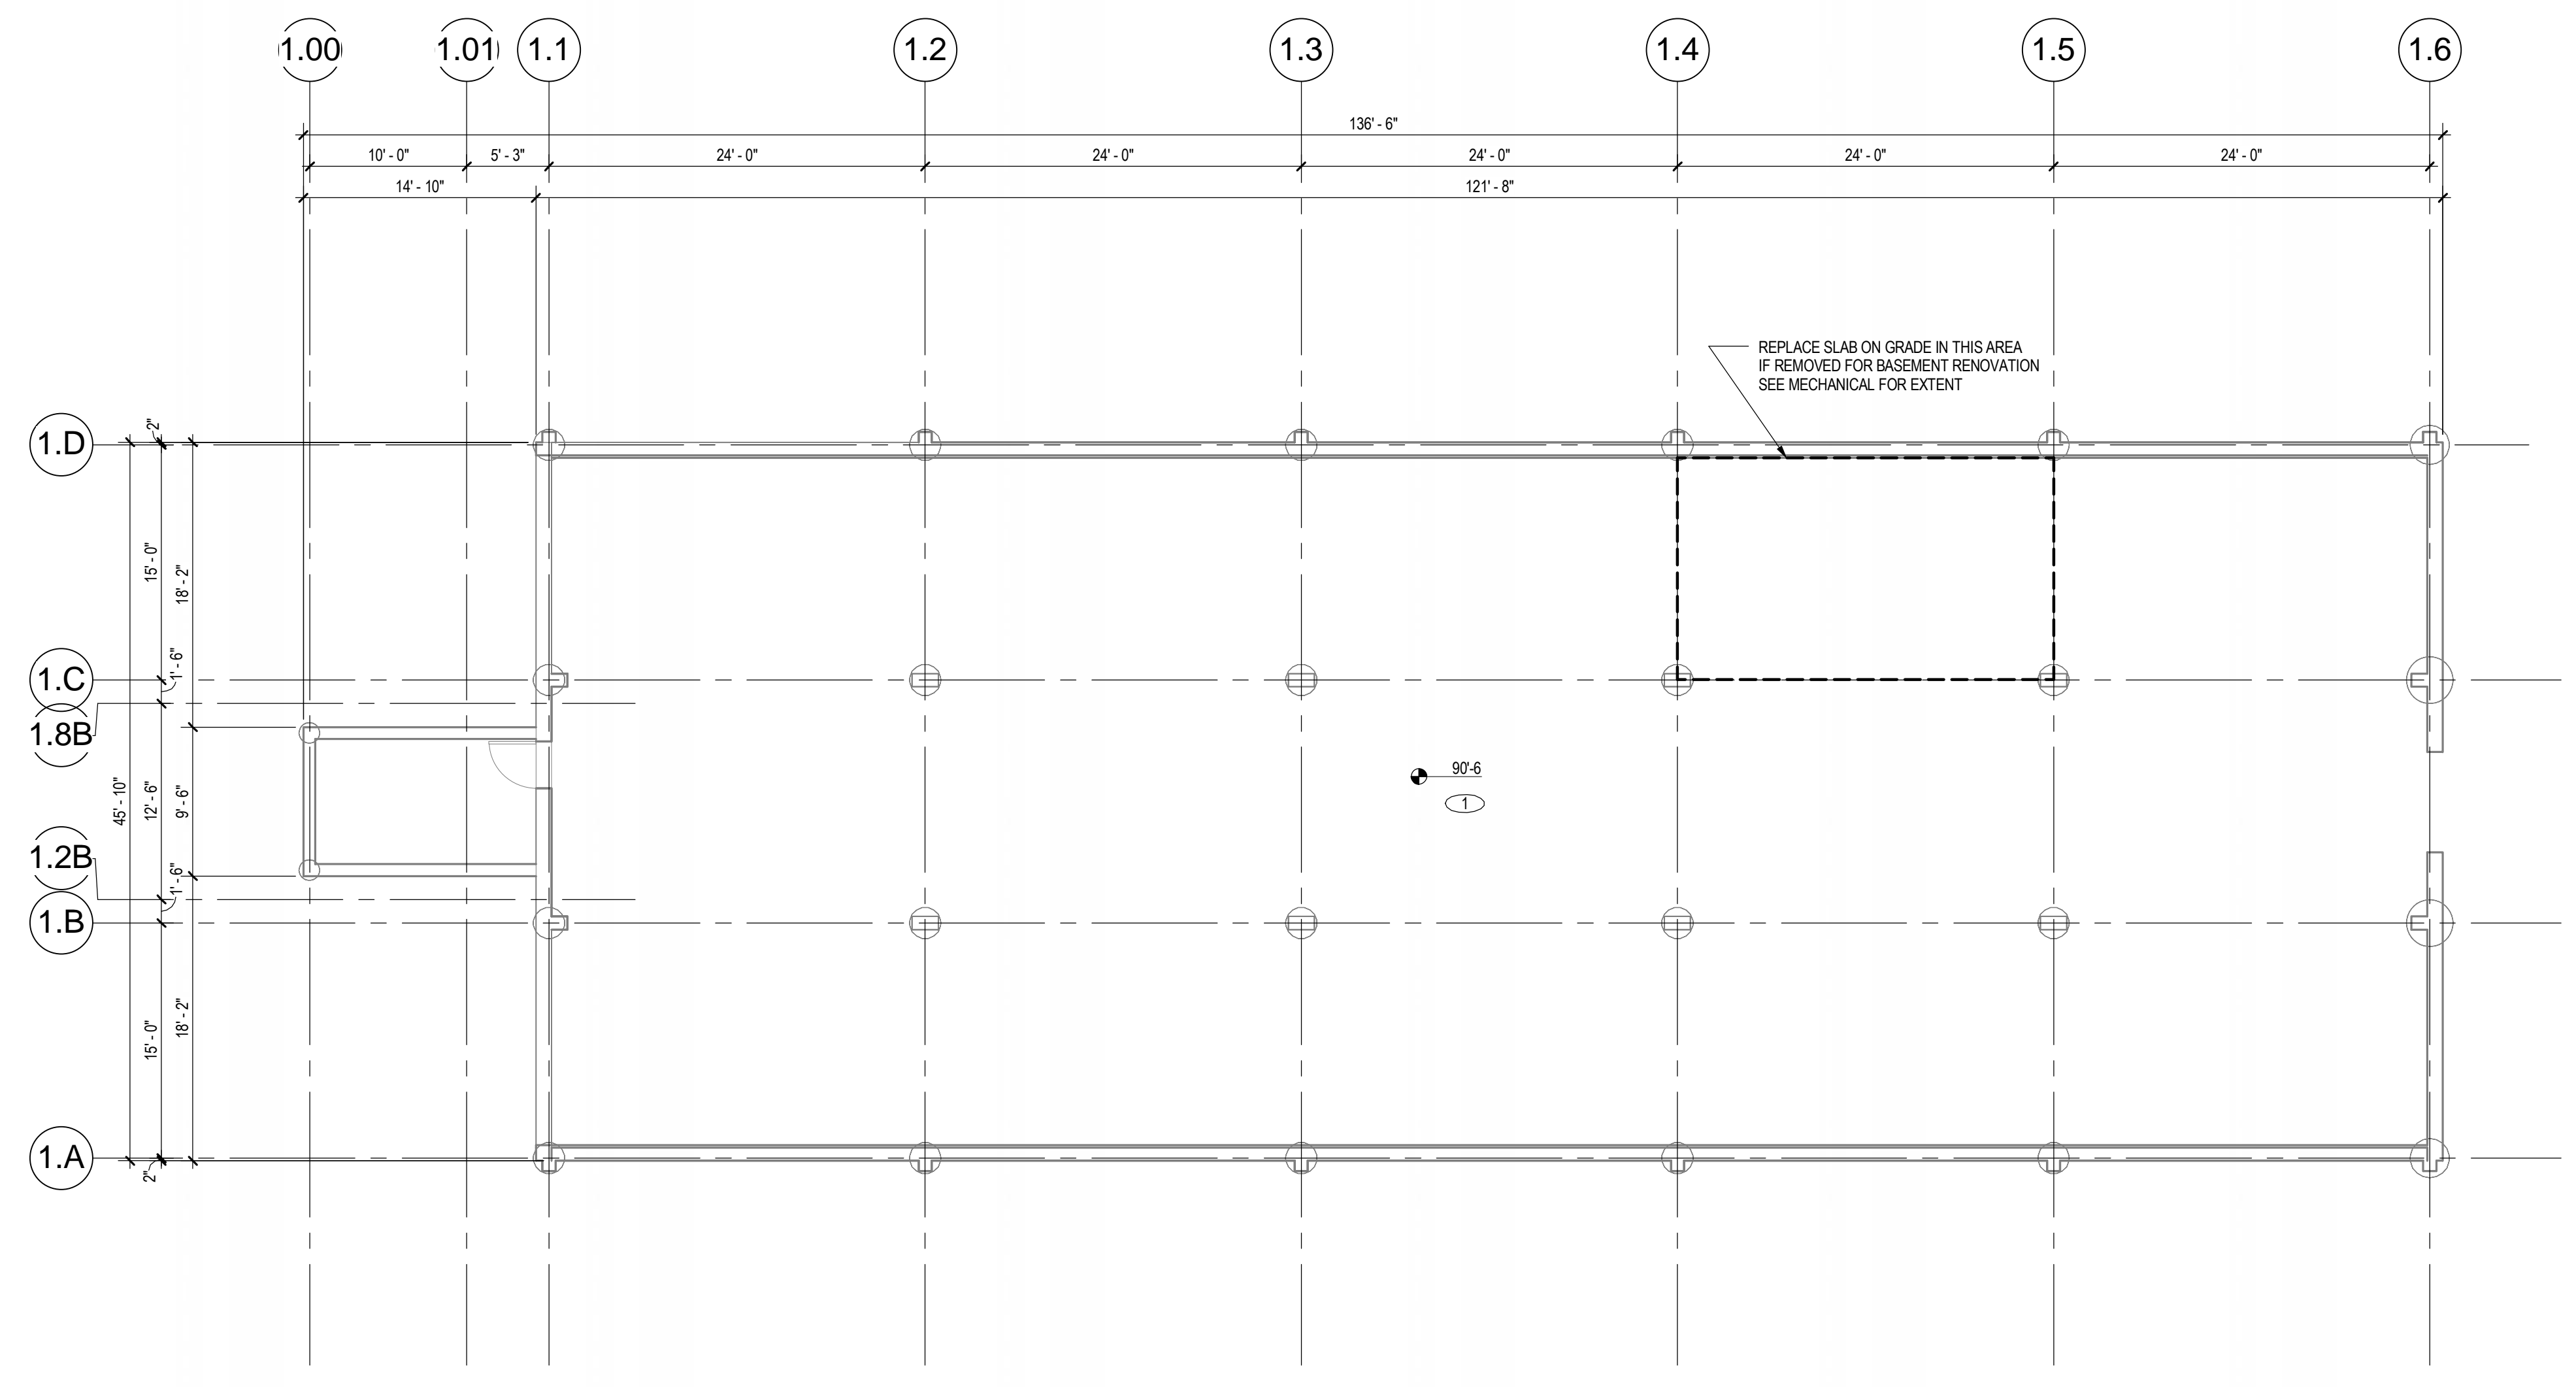 1.00 1.01 1.1 1.2 1.3 1.4 1.5 1.6
136' - 6"
10' - 0" 5' - 3" 24' - 0" 24' - 0" 24' - 0" 24' - 0" 24' - 0"
14' - 10" 121' - 8"
REPLACE SLAB ON GRADE IN THIS AREA
IF REMOVED FOR BASEMENT RENOVATION
SEE MECHANICAL FOR EXTENT
2"
1.D
15' - 0"
18' - 2"
1' - 6"
1.C
1.8B
90'-6
45' - 10"
12' - 6"
9' - 6"
1
1.2B
1' - 6"
1.B
15' - 0"
18' - 2"
1.A
2"